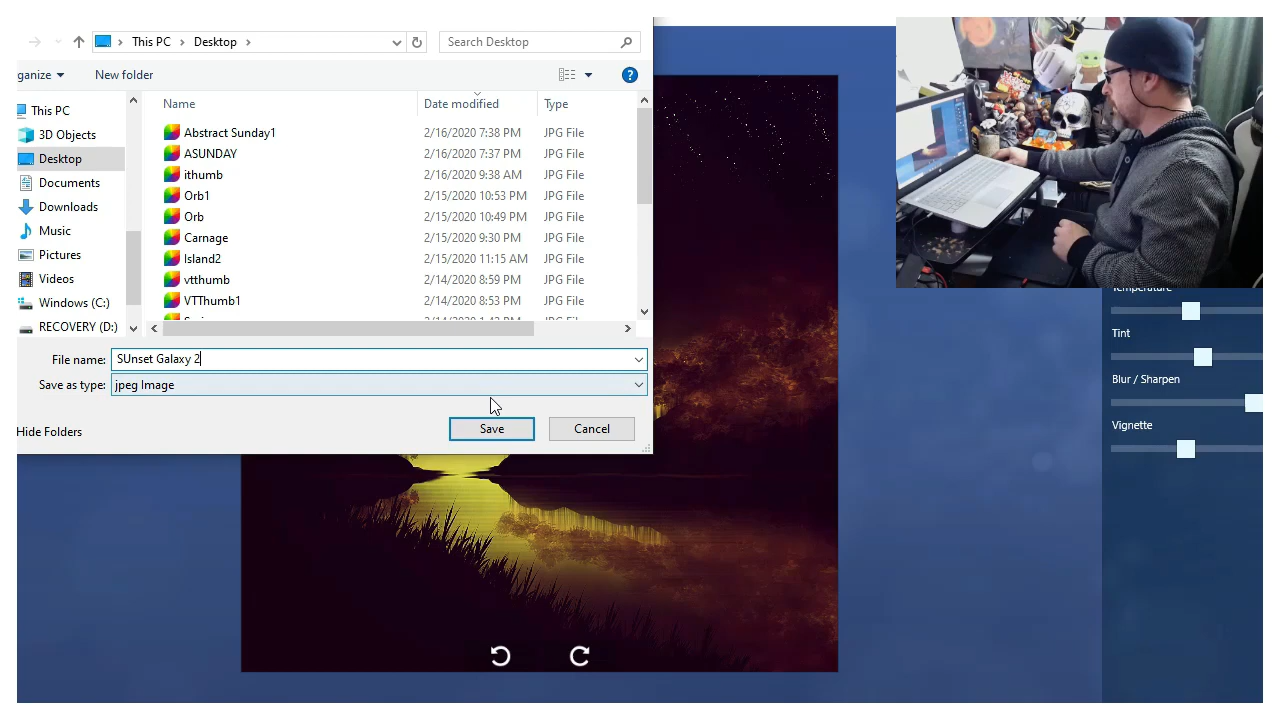 This PC > Desktop >
Search Desktop
ganize
New folder
Name
Date modified
Type
This PC
3D Objects
Desktop
Documents
Downloads
Music
Pictures
Videos
Windows (C:)
RECOVERY (D:)
Abstract Sunday1 2/16/2020 7:38 PM JPG File
ASUNDAY 2/16/2020 7:37 PM JPG File
ithumb 2/16/2020 9:38 AM JPG File
Orb1 2/15/2020 10:53 PM JPG File
Orb 2/15/2020 10:49 PM JPG File
Carnage 2/15/2020 9:30 PM JPG File
Island2 2/15/2020 11:15 AM JPG File
vtthumb 2/14/2020 8:59 PM JPG File
VTThumb1 2/14/2020 8:53 PM JPG File
File name: SUnset Galaxy 2
Save as type: jpeg Image
Hide Folders
Save
Cancel
Temperature
Tint
Blur / Sharpen
Vignette